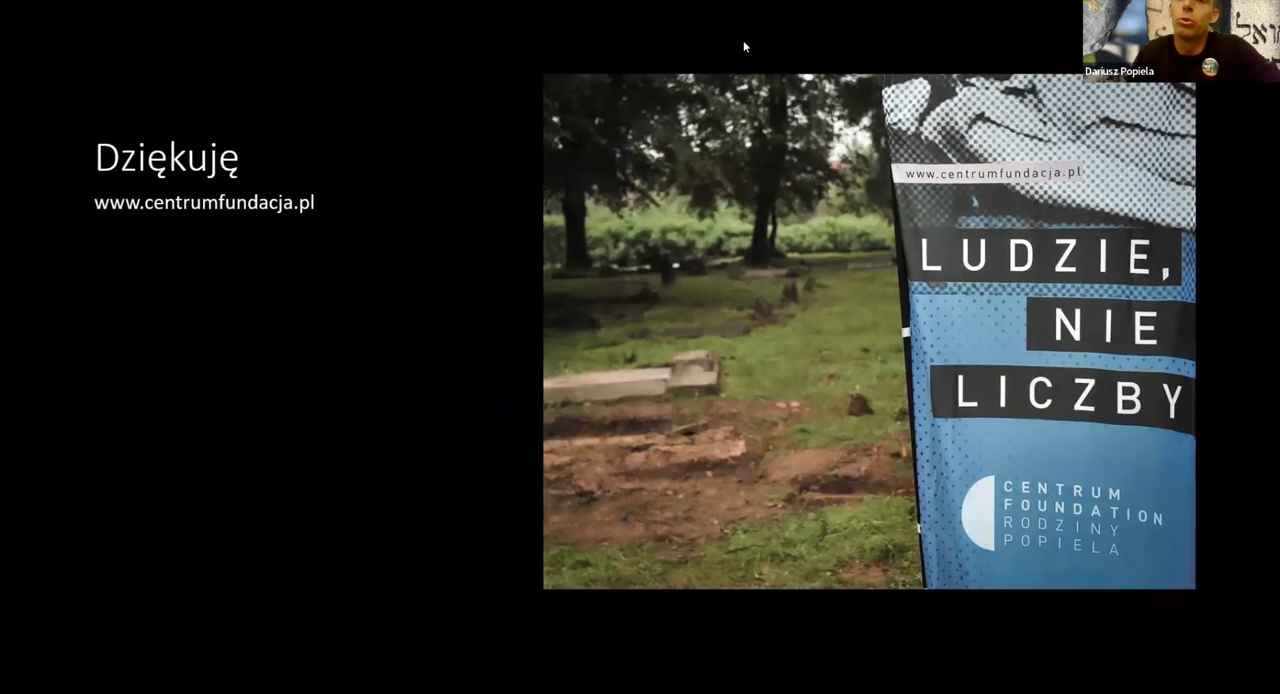 Dziękuję
www.centrumfundacja.pl
Dariusz Popiela
www.centrumfundacja.pl
LUDZIE,
NIE
LICZBY
CENTRUM
FOUNDATION
RODZINY
POPIELA